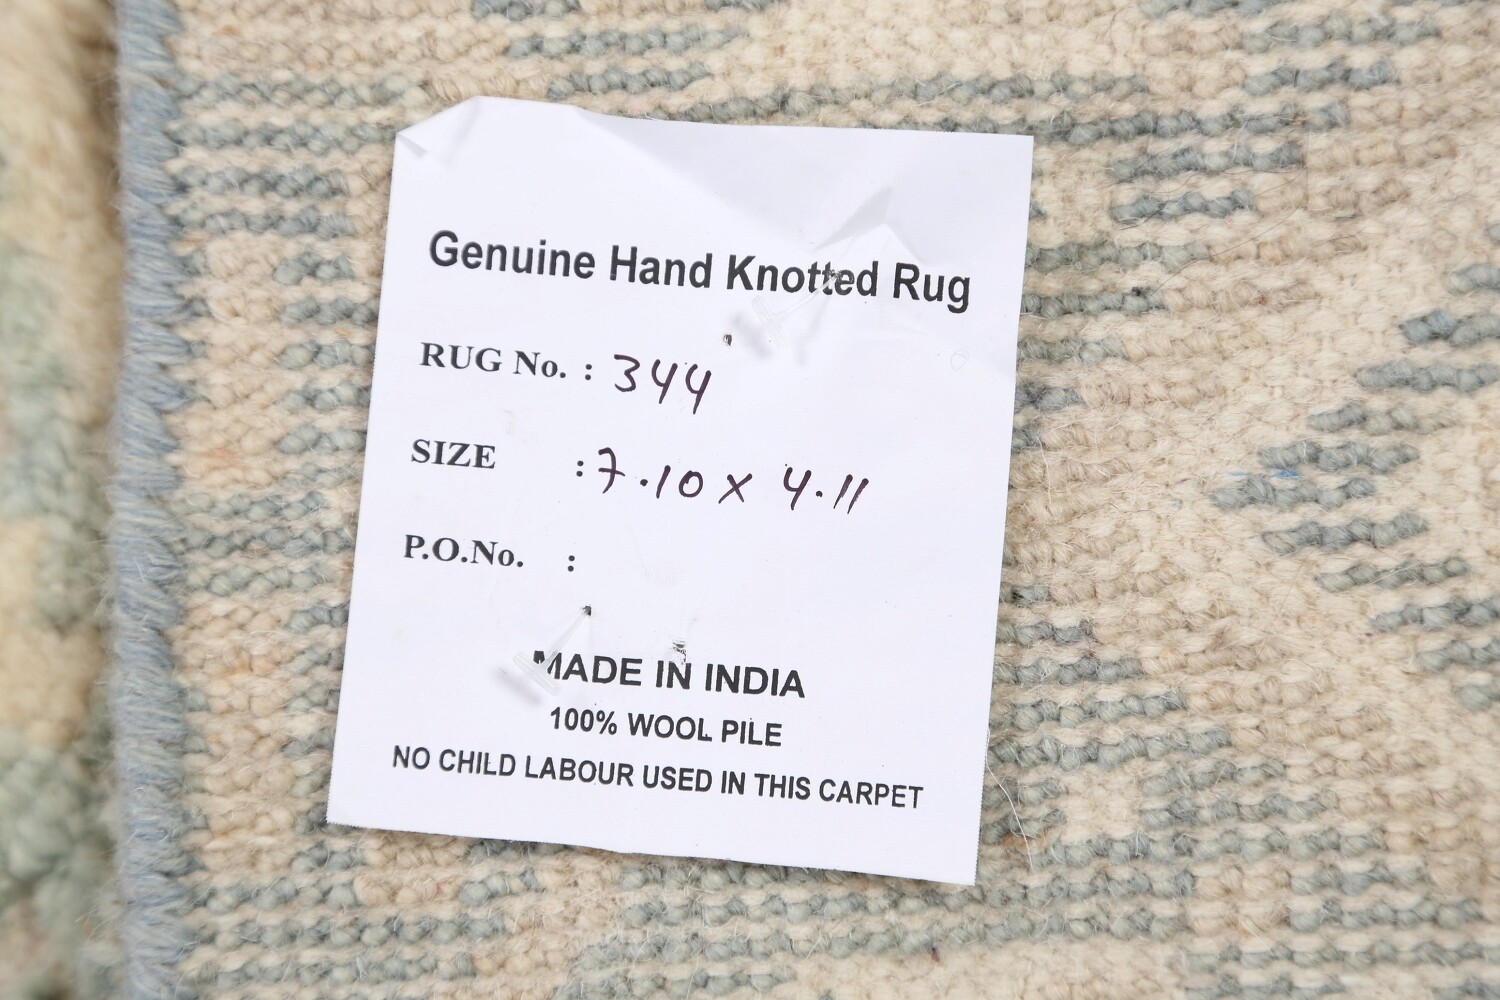 Genuine Hand Knotted Rug
RUG No. : 344
SIZE : 7.10 x 4.11
P.O.No. :
MADE IN INDIA
100% WOOL PILE
NO CHILD LABOUR USED IN THIS CARPET